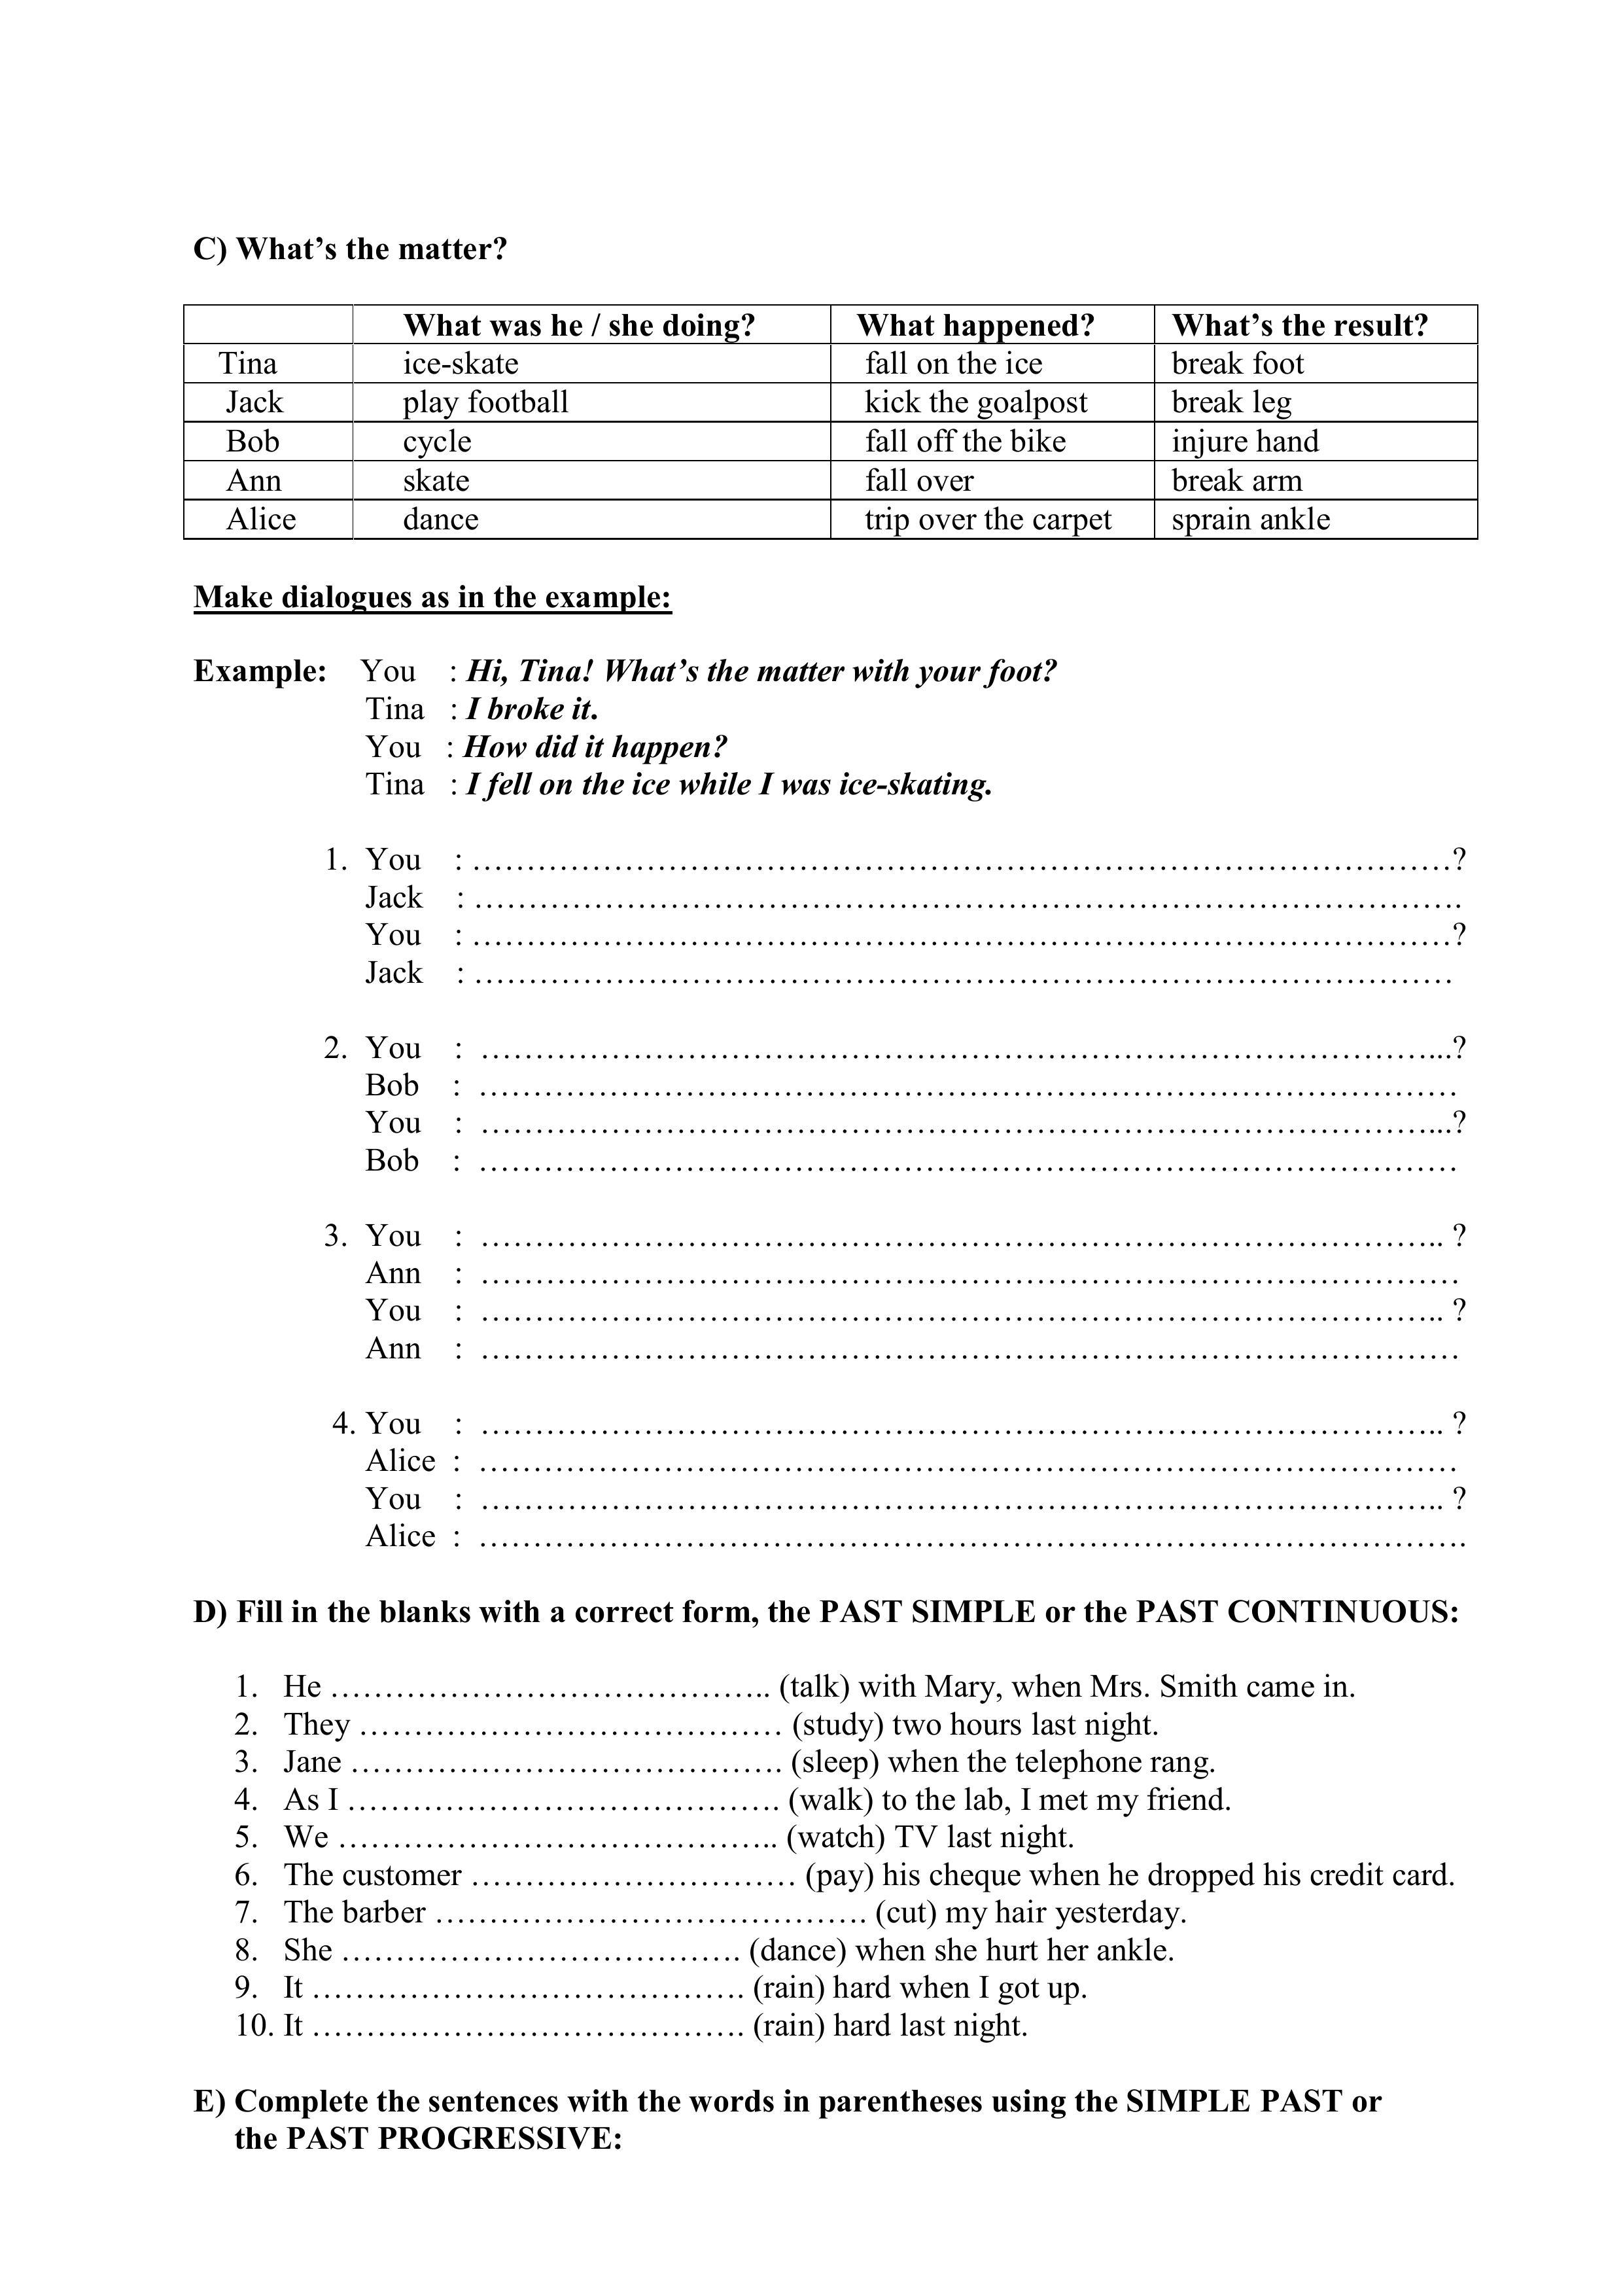 C) What’s the matter?
What was he / she doing? What happened? What’s the result?
Tina ice-skate fall on the ice break foot
Jack play football kick the goalpost break leg
Bob cycle fall off the bike injure hand
Ann skate fall over break arm
Alice dance trip over the carpet sprain ankle
Make dialogues as in the example:
Example: You : Hi, Tina! What’s the matter with your foot?
Tina : I broke it.
You : How did it happen?
Tina : I fell on the ice while I was ice-skating.
1. You : ………………………………………………………………………………?
Jack : ……………………………………………………………………………….
You : ………………………………………………………………………………?
Jack : ………………………………………………………………………………
2. You : ……………………………………………………………………………...?
Bob : ………………………………………………………………………………
You : ……………………………………………………………………………...?
Bob : ………………………………………………………………………………
3. You : …………………………………………………………………………….. ?
Ann : ………………………………………………………………………………
You : …………………………………………………………………………….. ?
Ann : ………………………………………………………………………………
4. You : …………………………………………………………………………….. ?
Alice : ………………………………………………………………………………
You : …………………………………………………………………………….. ?
Alice : ……………………………………………………………………………….
D) Fill in the blanks with a correct form, the PAST SIMPLE or the PAST CONTINUOUS:
1. He ………………………………….. (talk) with Mary, when Mrs. Smith came in.
2. They ………………………………… (study) two hours last night.
3. Jane …………………………………. (sleep) when the telephone rang.
4. As I …………………………………. (walk) to the lab, I met my friend.
5. We ………………………………….. (watch) TV last night.
6. The customer ………………………… (pay) his cheque when he dropped his credit card.
7. The barber …………………………………. (cut) my hair yesterday.
8. She ………………………………. (dance) when she hurt her ankle.
9. It …………………………………. (rain) hard when I got up.
10. It …………………………………. (rain) hard last night.
E) Complete the sentences with the words in parentheses using the SIMPLE PAST or
the PAST PROGRESSIVE: